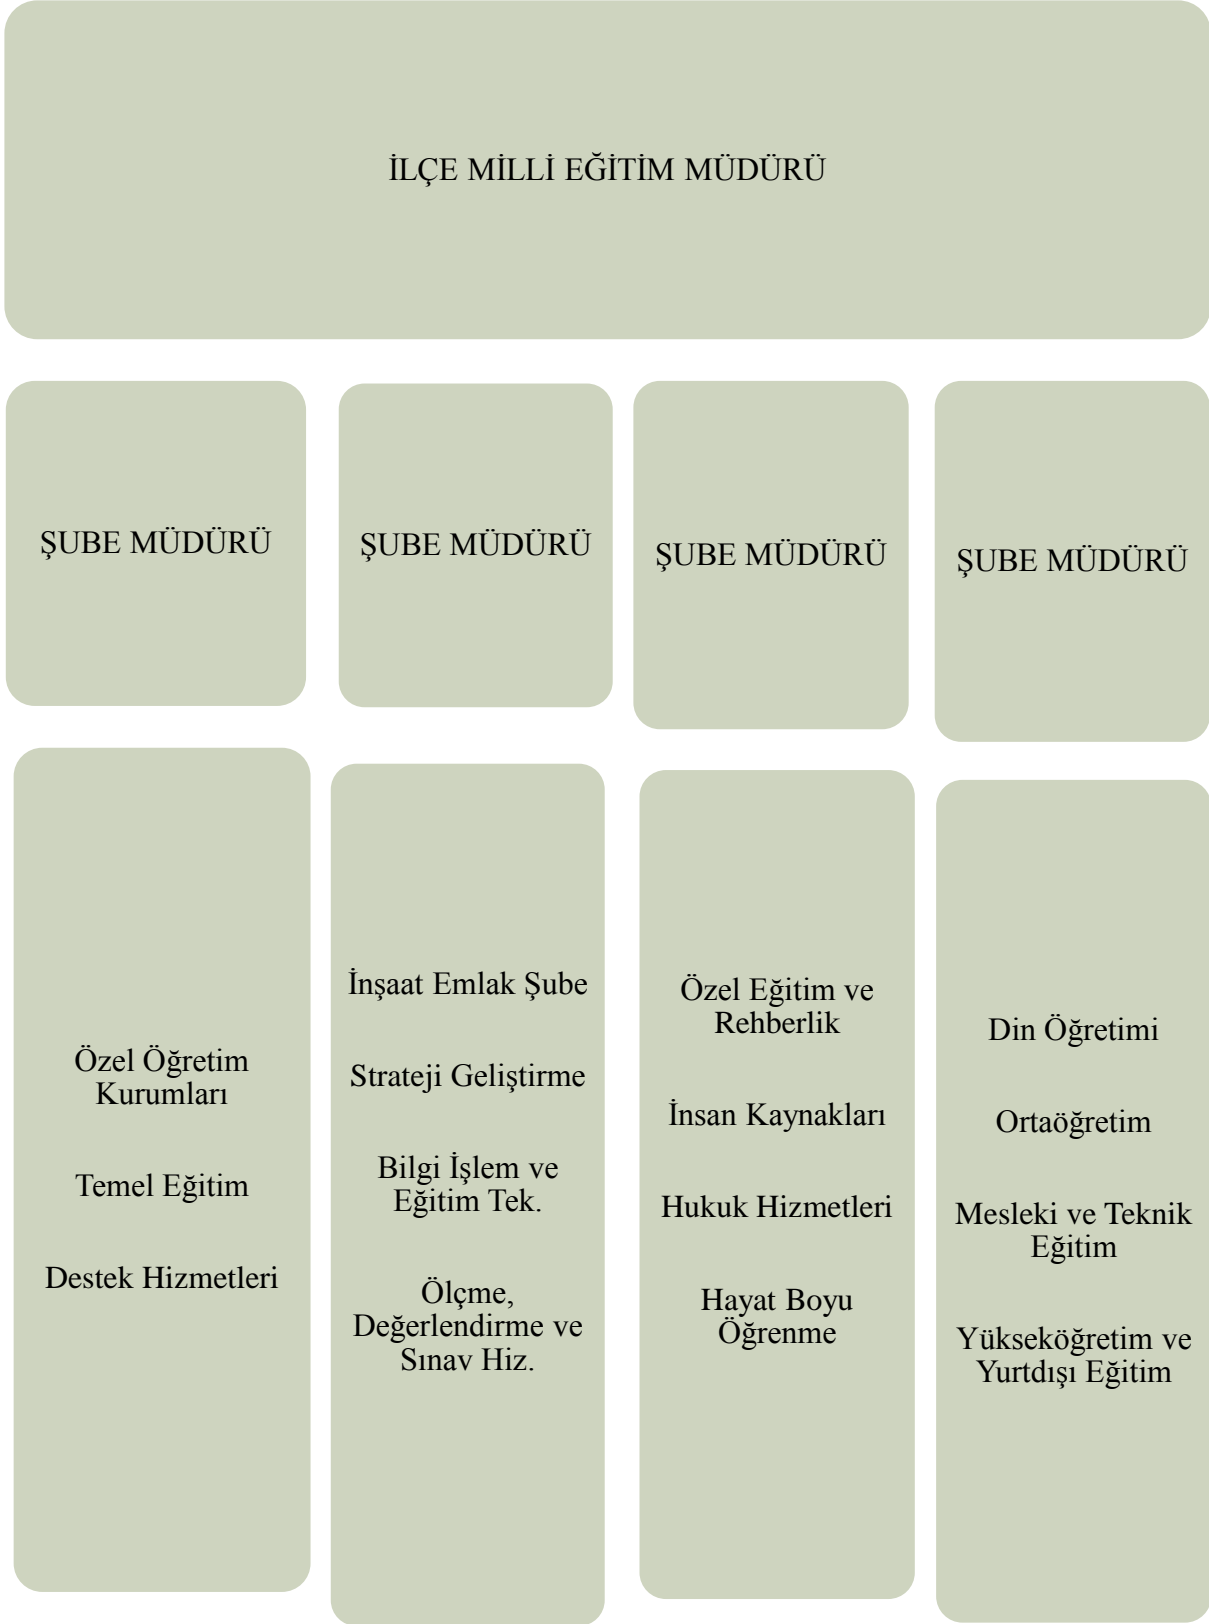 İLÇE MİLLİ EĞİTİM MÜDÜRÜ
ŞUBE MÜDÜRÜ
ŞUBE MÜDÜRÜ
ŞUBE MÜDÜRÜ
ŞUBE MÜDÜRÜ
Özel Öğretim
Kurumları
Temel Eğitim
Destek Hizmetleri
İnşaat Emlak Şube
Strateji Geliştirme
Bilgi İşlem ve
Eğitim Tek.
Ölçme,
Değerlendirme ve
Sınav Hiz.
Özel Eğitim ve
Rehberlik
İnsan Kaynakları
Hukuk Hizmetleri
Hayat Boyu
Öğrenme
Din Öğretimi
Ortaöğretim
Mesleki ve Teknik
Eğitim
Yükseköğretim ve
Yurtdışı Eğitim